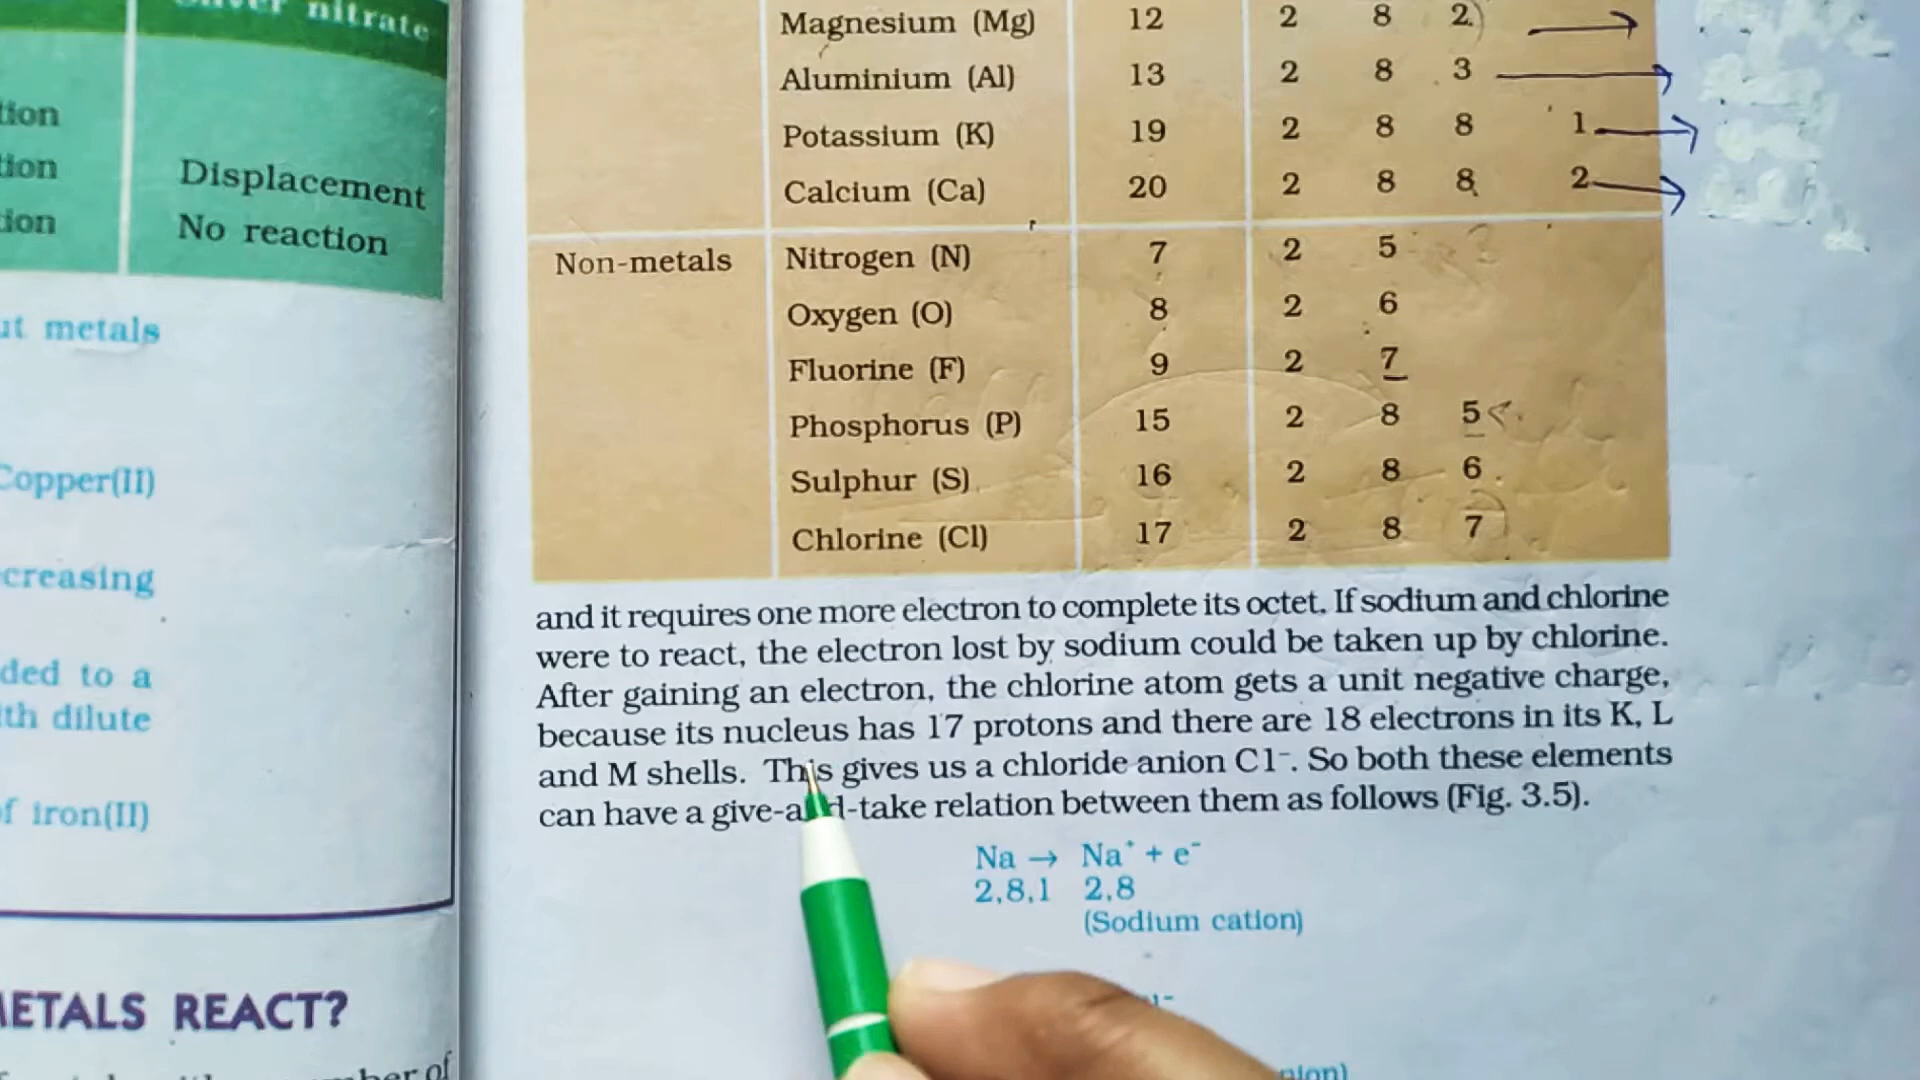 nitrate
tion
tion
tion
Displacement
No reaction
metals
Copper(II)
creasing
ded to a
th dilute
f iron(II)
METALS REACT?
Magnesium (Mg) 12 2 8 2
Aluminium (Al) 13 2 8 3
Potassium (K) 19 2 8 8 1
Calcium (Ca) 20 2 8 8 2
Non-metals Nitrogen (N) 7 2 5
Oxygen (O) 8 2 6
Fluorine (F) 9 2 7
Phosphorus (P) 15 2 8 5
Sulphur (S) 16 2 8 6
Chlorine (Cl) 17 2 8 7
and it requires one more electron to complete its octet. If sodium and chlorine
were to react, the electron lost by sodium could be taken up by chlorine.
After gaining an electron, the chlorine atom gets a unit negative charge,
because its nucleus has 17 protons and there are 18 electrons in its K, L
and M shells. This gives us a chloride anion C1⁻. So both these elements
can have a give-and-take relation between them as follows (Fig. 3.5).
Na → Na⁺ + e⁻
2,8,1 2,8
(Sodium cation)